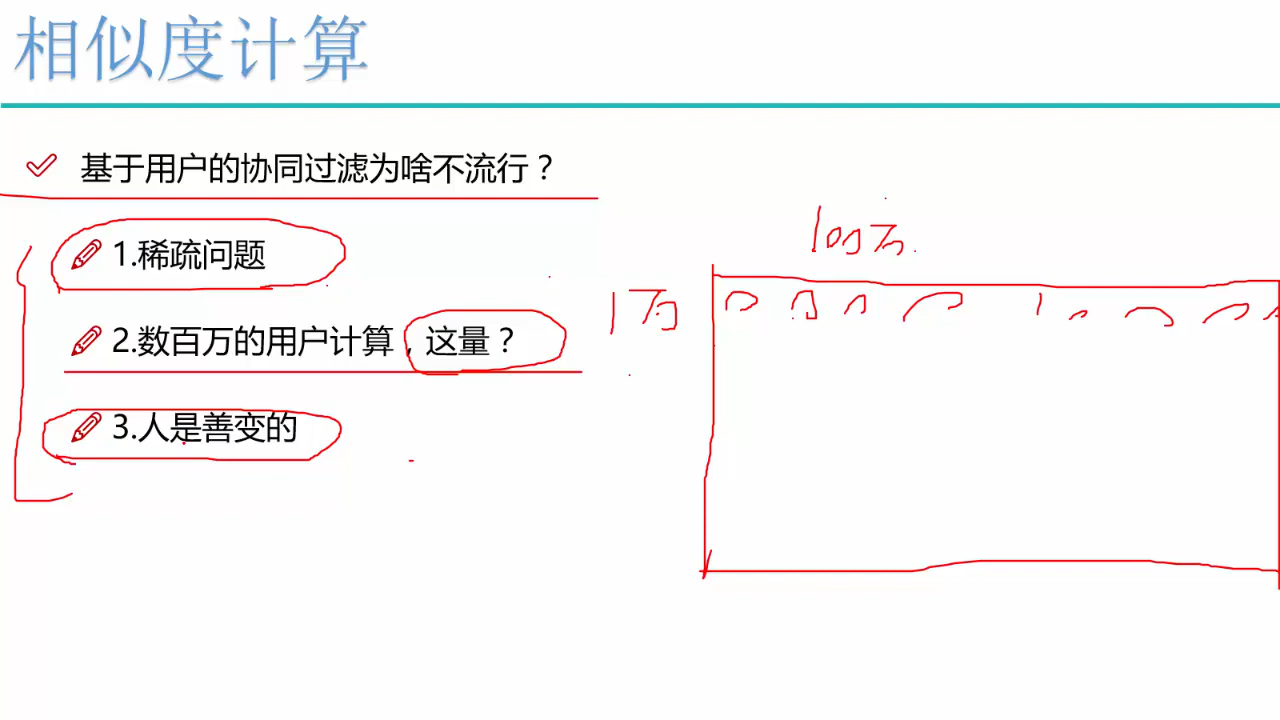 相似度计算
基于用户的协同过滤为啥不流行？
1.稀疏问题
2.数百万的用户计算，这量？
3.人是善变的
100万
1万